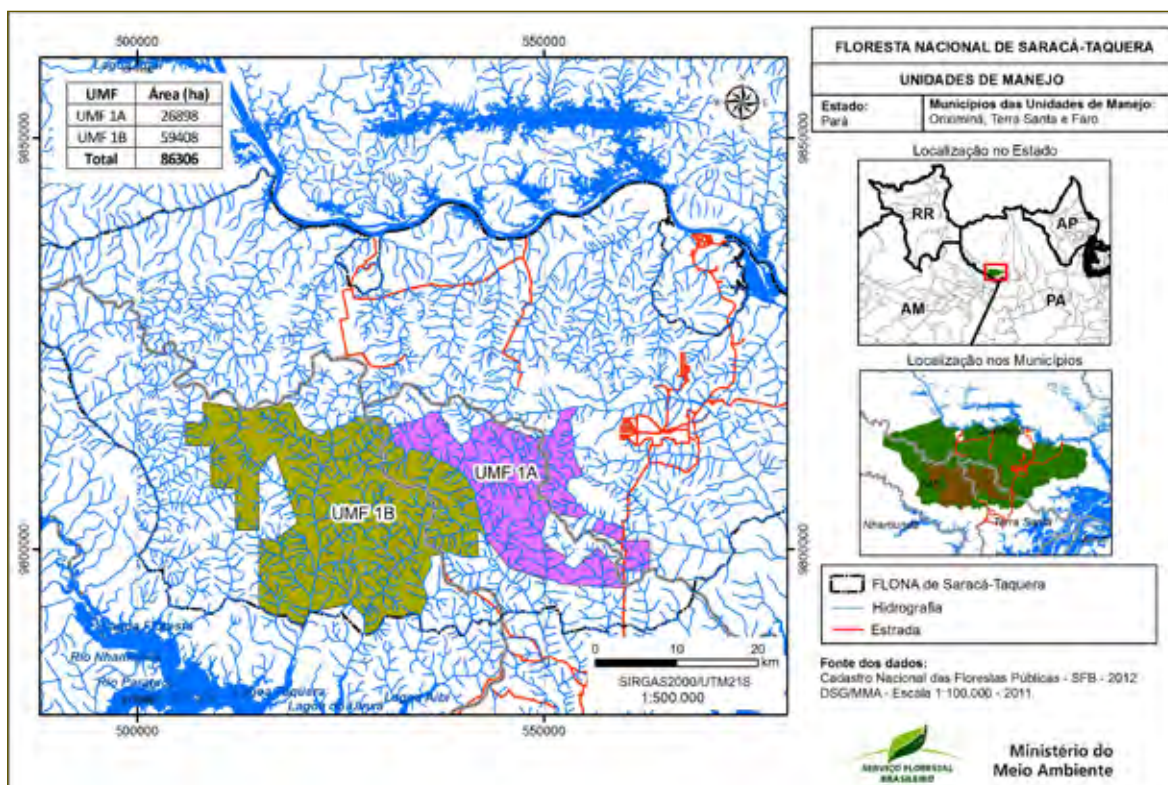 500000
550000
9850000
9850000
UMF Área (ha)
UMF 1A 26898
UMF 1B 59408
Total 86306
UMF 1A
UMF 1B
9800000
9800000
Rio Nhamundá
0 10 20
km
SIRGAS2000/UTM21S
1:500.000
500000
550000
FLORESTA NACIONAL DE SARACÁ-TAQUERA
UNIDADES DE MANEJO
Estado:
Pará
Municípios das Unidades de Manejo:
Oriximiná, Terra Santa e Faro
Localização no Estado
RR
AP
AM
PA
Localização nos Municípios
Nhamundá
Terra Santa
FLONA de Saracá-Taquera
Hidrografia
Estrada
Fonte dos dados:
Cadastro Nacional das Florestas Públicas - SFB - 2012
DSG/MMA - Escala 1:100.000 - 2011
SERVIÇO FLORESTAL
BRASILEIRO
Ministério do
Meio Ambiente